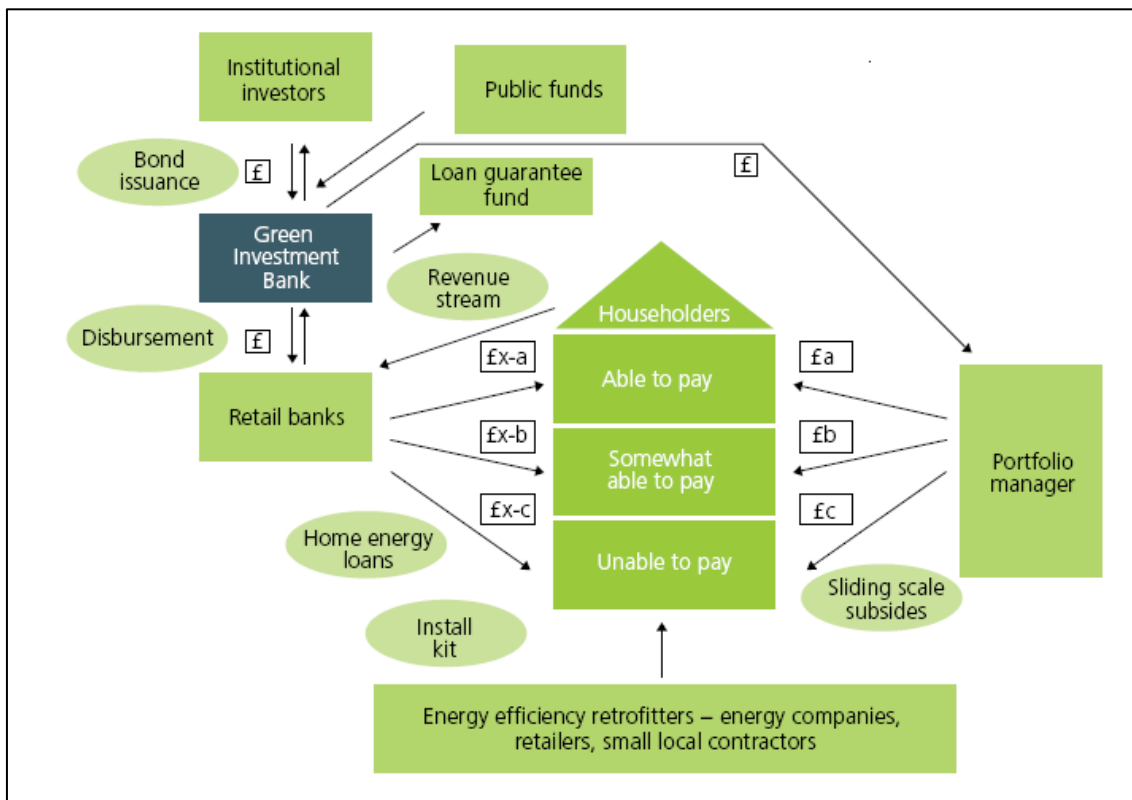 Institutional
investors
Public funds
Bond
issuance
£
£
Loan guarantee
fund
Green
Investment
Bank
Revenue
stream
Householders
Disbursement
£
£x-a
Able to pay
£a
Retail banks
£x-b
Somewhat
able to pay
£b
Portfolio
manager
£x-c
£c
Home energy
loans
Unable to pay
Sliding scale
subsides
Install
kit
Energy efficiency retrofitters – energy companies,
retailers, small local contractors